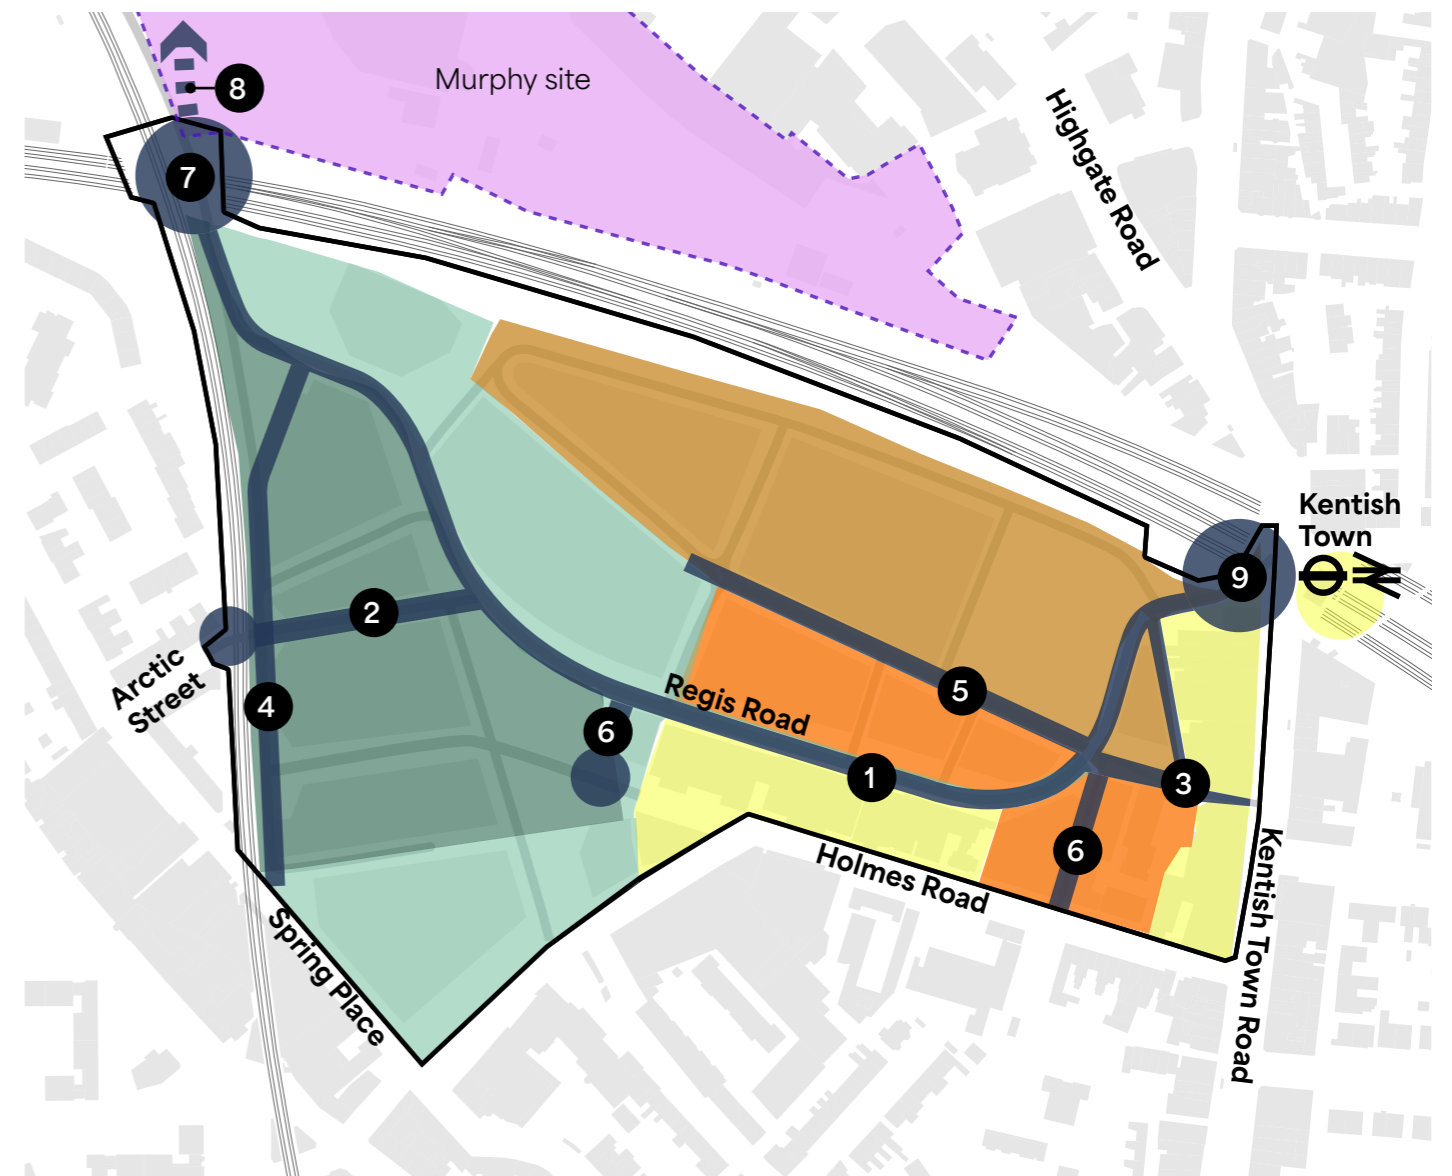 Murphy site
8
Highgate Road
7
Kentish
Town
9
2
Arctic
Street
4
Regis Road
5
6
1
3
6
Holmes Road
Kentish Town Road
Spring Place